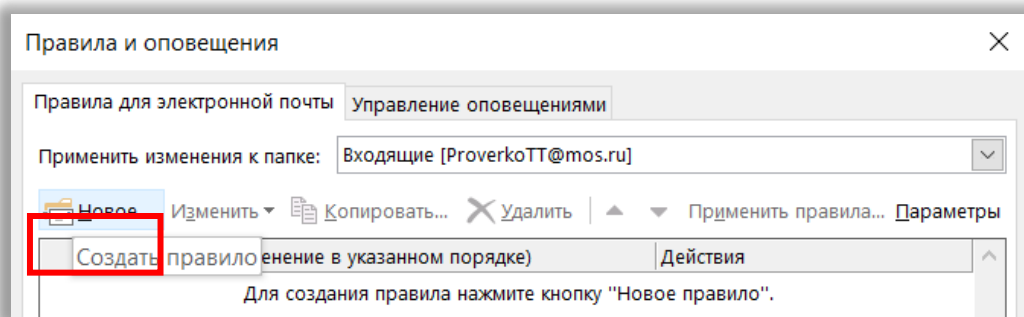 Правила и оповещения
Правила для электронной почты Управление оповещениями
Применить изменения к папке: Входящие [ProverkoTT@mos.ru]
Новое... Изменить Копировать... Удалить Применить правила... Параметры
Создать правило енение в указанном порядке) Действия
Для создания правила нажмите кнопку "Новое правило".